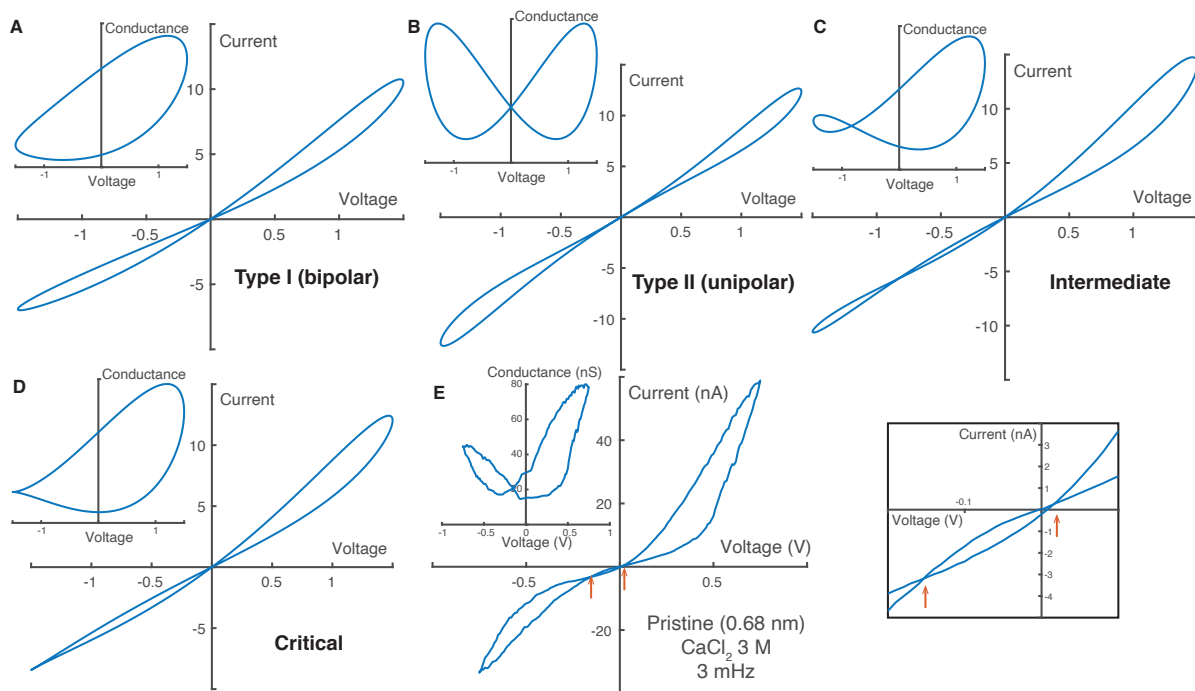 A
Conductance
Current
-1
1
Voltage
10
5
Voltage
-1
-0.5
0.5
1
-5
Type I (bipolar)
B
Conductance
Current
-1
1
Voltage
10
5
Voltage
-1
-0.5
0.5
1
-5
-10
Type II (unipolar)
C
Conductance
Current
-1
1
Voltage
10
5
Voltage
-1
-0.5
0.5
1
-5
-10
Intermediate
D
Conductance
Current
-1
1
Voltage
10
5
Voltage
-1
-0.5
0.5
1
-5
Critical
E
Conductance (nS)
80
60
40
20
-1
-0.5
0
0.5
1
Voltage (V)
Current (nA)
40
20
Voltage (V)
-0.5
0.5
-20
Pristine (0.68 nm)
CaCl2 3 M
3 mHz
Current (nA)
3
2
1
-0.1
Voltage (V)
-1
-2
-3
-4